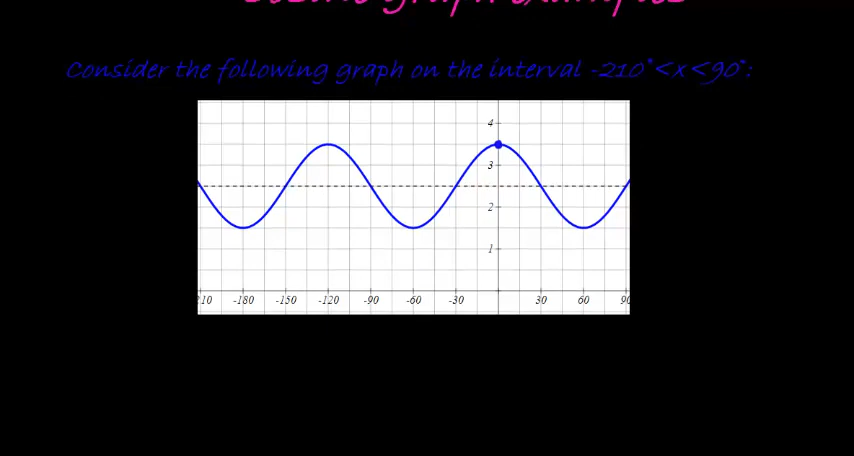 Consider the following graph on the interval -210°<x<90°:
4
3
2
1
-180 -150 -120 -90 -60 -30 30 60